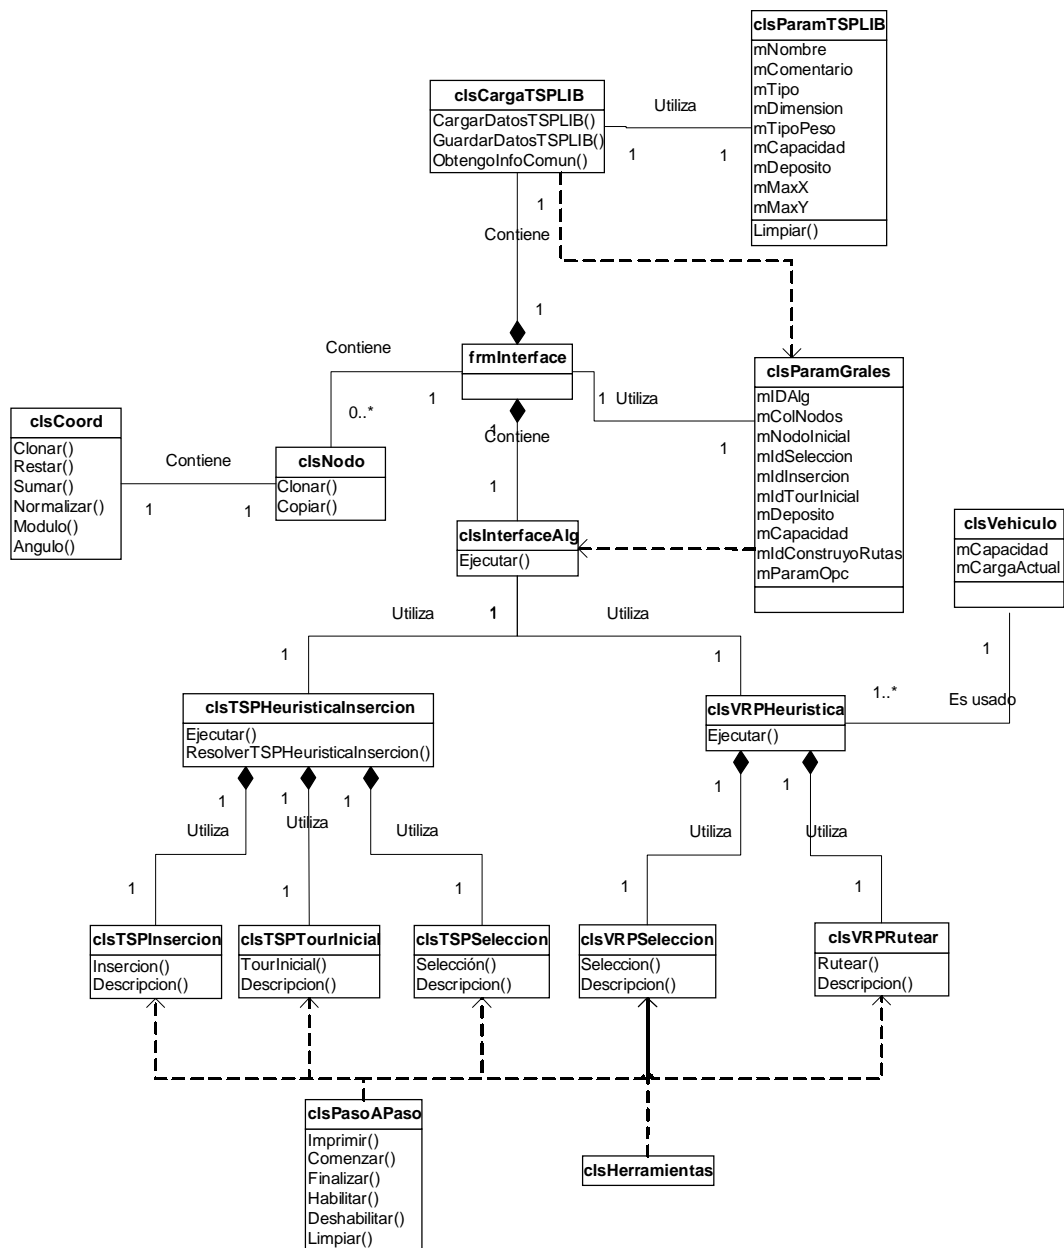 clsParamTSPLIB
mNombre
mComentario
mTipo
mDimension
mTipoPeso
mCapacidad
mDeposito
mMaxX
mMaxY
Limpiar()
clsCargaTSPLIB
CargarDatosTSPLIB()
GuardarDatosTSPLIB()
ObtengoInfoComun()
Utiliza
1
1
1
Contiene
1
frmInterface
Contiene
1
0..*
1
Utiliza
1
clsParamGrales
mIDAlg
mColNodos
mNodoInicial
mIdSeleccion
mIdInsercion
mIdTourInicial
mDeposito
mCapacidad
mIdConstruyoRutas
mParamOpc
clsCoord
Clonar()
Restar()
Sumar()
Normalizar()
Modulo()
Angulo()
Contiene
1
1
clsNodo
Clonar()
Copiar()
1
Contiene
1
clsInterfaceAlg
Ejecutar()
clsVehiculo
mCapacidad
mCargaActual
Utiliza
1
Utiliza
1
1
1
1..*
Es usado
clsTSPHeuristicaInsercion
Ejecutar()
ResolverTSPHeuristicaInsercion()
clsVRPHeuristica
Ejecutar()
1
1
1
1
1
Utiliza
Utiliza
Utiliza
Utiliza
Utiliza
1
1
1
1
1
clsTSPInsercion
Insercion()
Descripcion()
clsTSPTourInicial
TourInicial()
Descripcion()
clsTSPSeleccion
Selección()
Descripcion()
clsVRPSeleccion
Seleccion()
Descripcion()
clsVRPRutear
Rutear()
Descripcion()
clsPasoAPaso
Imprimir()
Comenzar()
Finalizar()
Habilitar()
Deshabilitar()
Limpiar()
clsHerramientas